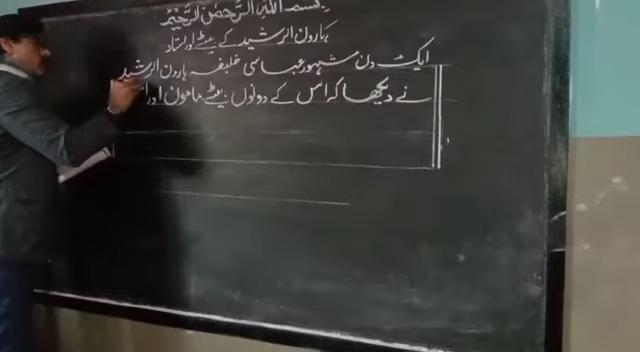 بسم اللہ الرحمٰن الرحیم
ہارون الرشید کے بیٹے اور استاد
ایک دن مشہور عباسی خلیفہ ہارون الرشید
نے دیکھا کہ اس کے دونوں بیٹے مامون اور